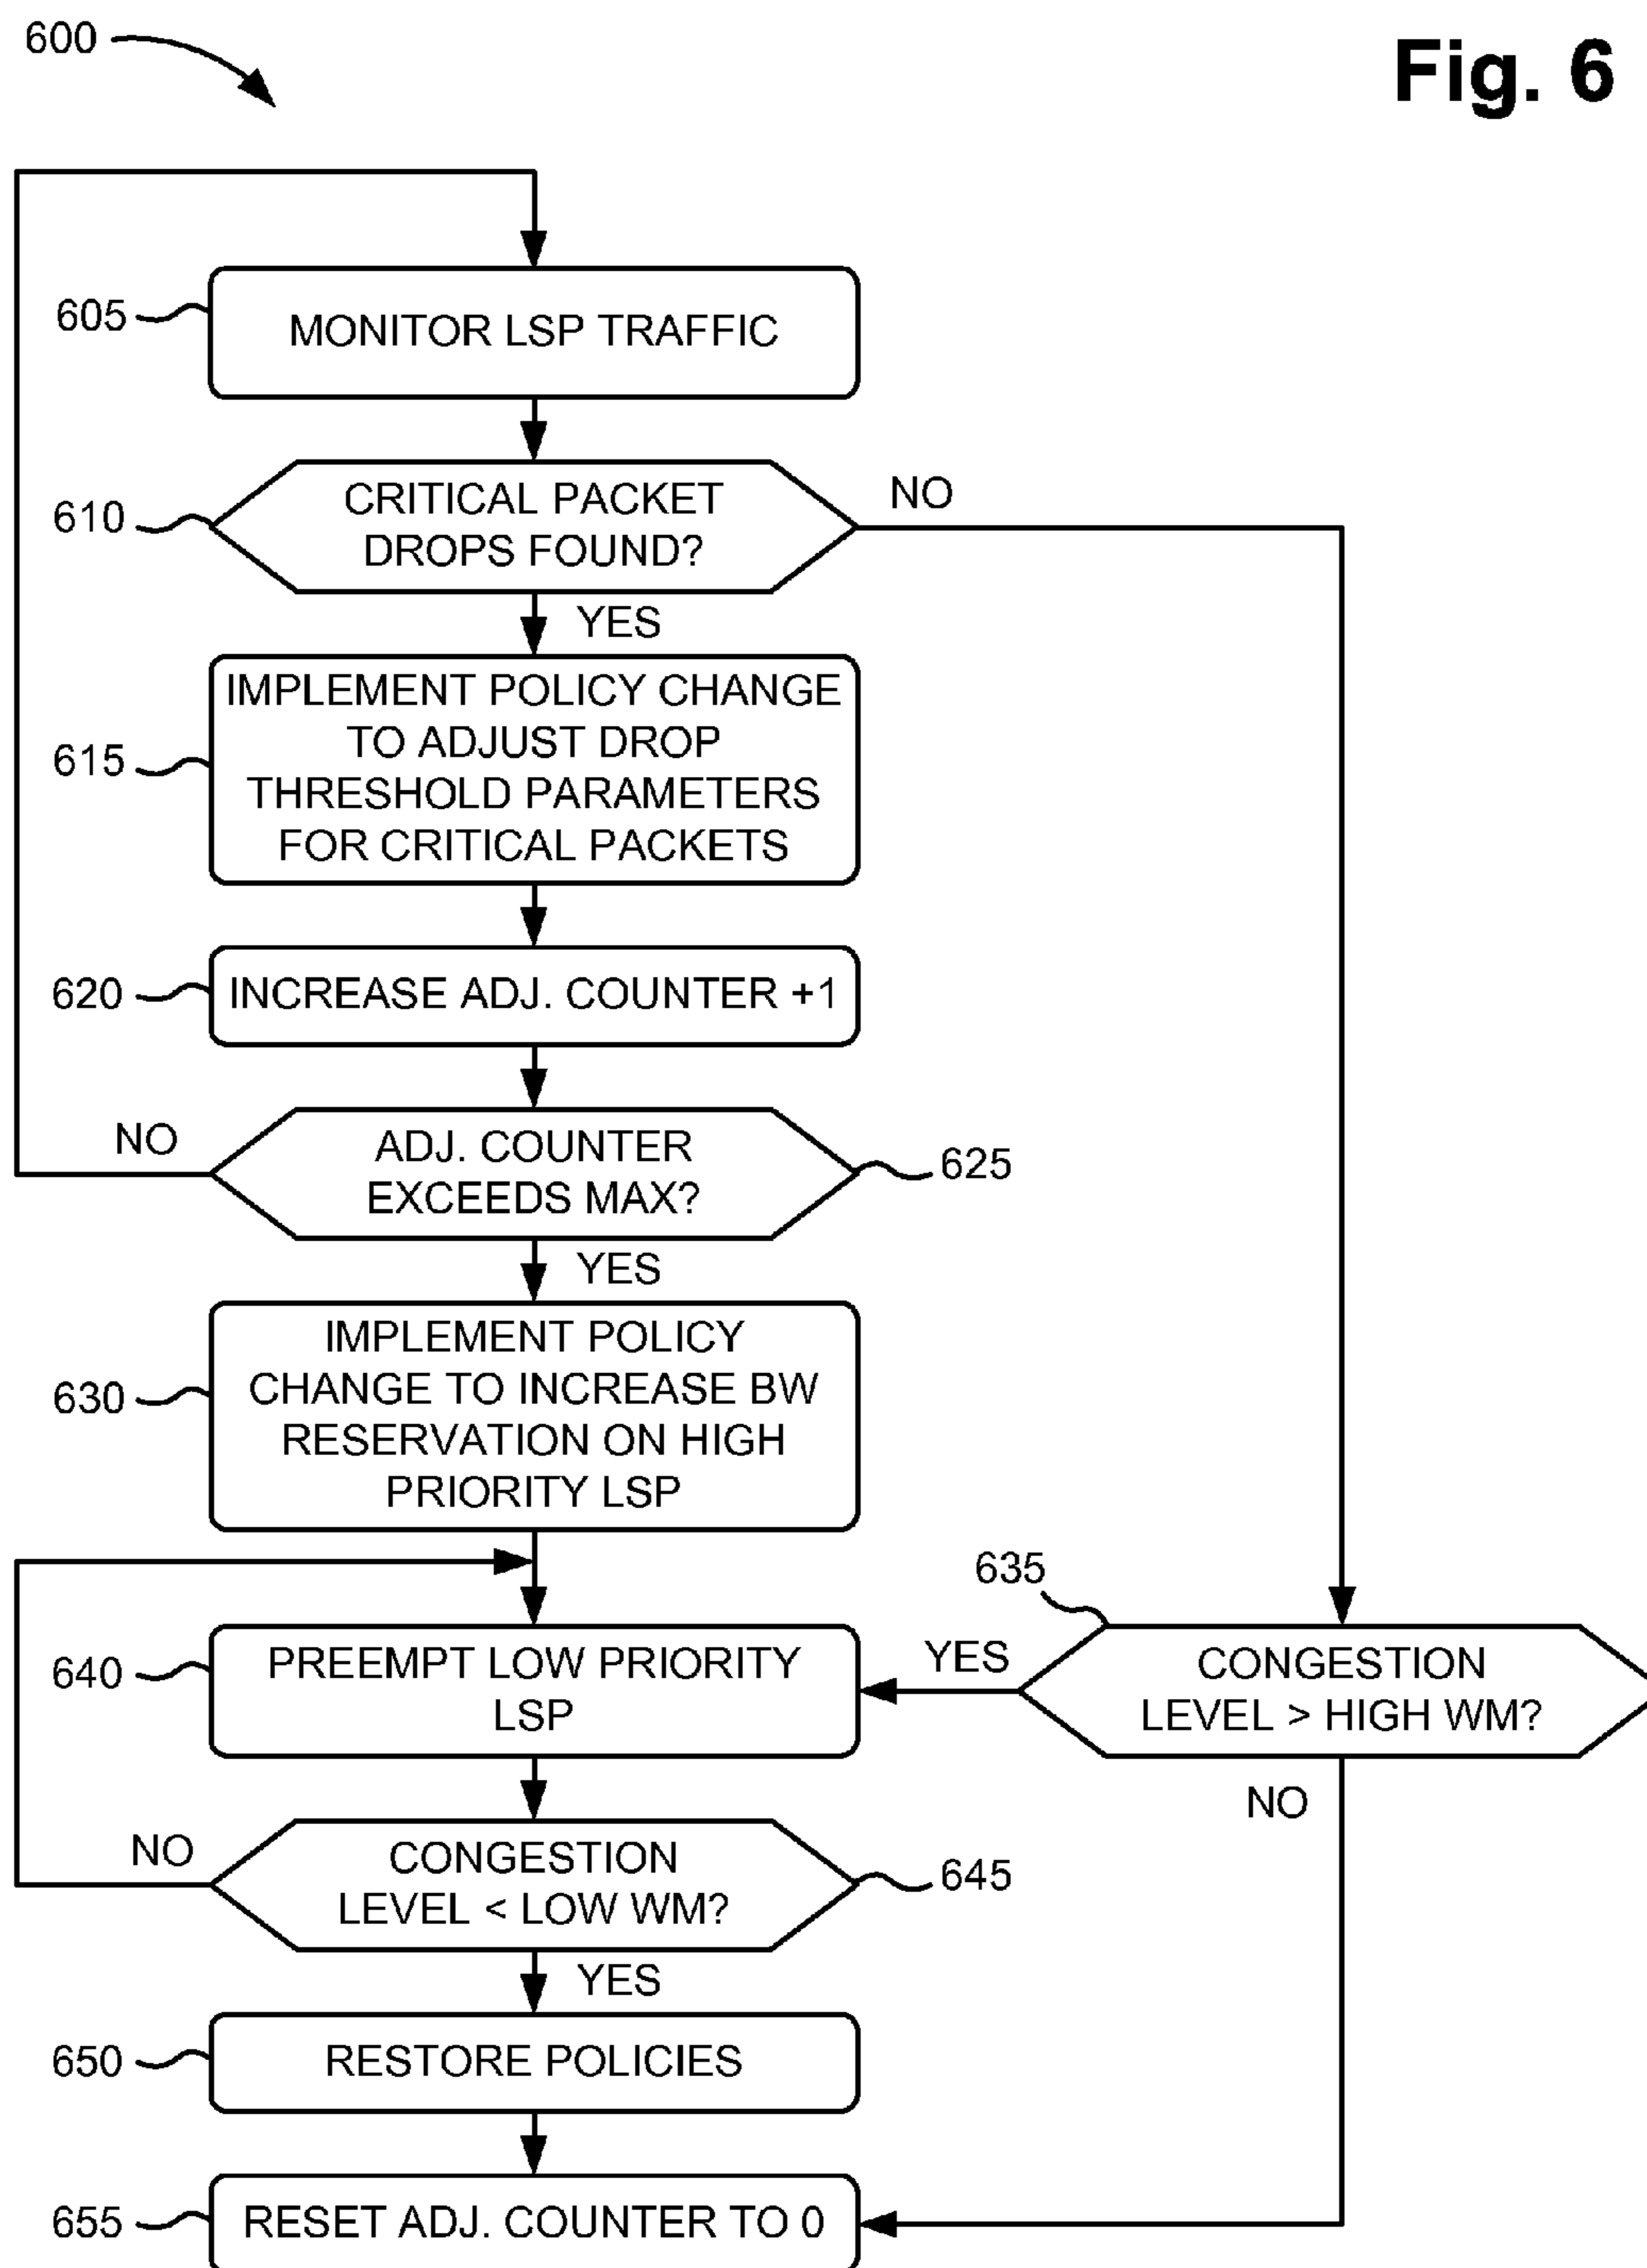 600
Fig. 6
605
MONITOR LSP TRAFFIC
610
CRITICAL PACKET
DROPS FOUND?
NO
YES
615
IMPLEMENT POLICY CHANGE
TO ADJUST DROP
THRESHOLD PARAMETERS
FOR CRITICAL PACKETS
620
INCREASE ADJ. COUNTER +1
NO
ADJ. COUNTER
EXCEEDS MAX?
625
YES
630
IMPLEMENT POLICY
CHANGE TO INCREASE BW
RESERVATION ON HIGH
PRIORITY LSP
635
640
PREEMPT LOW PRIORITY
LSP
YES
CONGESTION
LEVEL > HIGH WM?
NO
NO
CONGESTION
LEVEL < LOW WM?
645
YES
650
RESTORE POLICIES
655
RESET ADJ. COUNTER TO 0